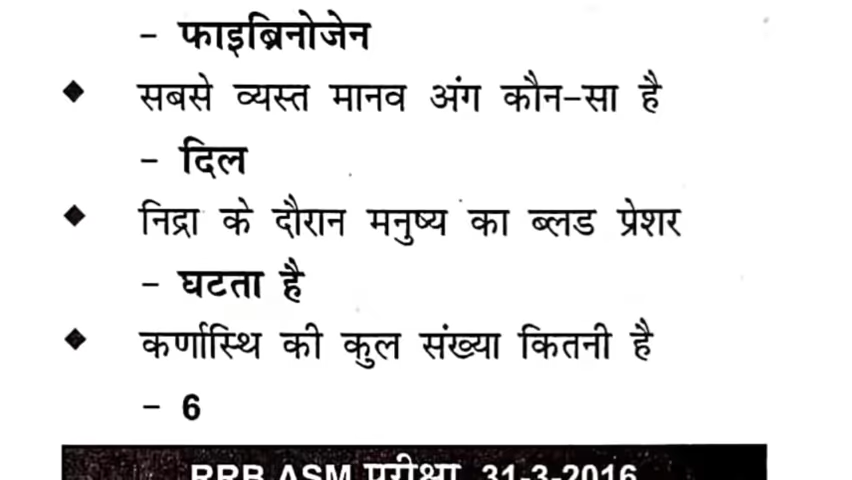 - फाइब्रिनोजेन
◆ सबसे व्यस्त मानव अंग कौन-सा है
- दिल
◆ निद्रा के दौरान मनुष्य का ब्लड प्रेशर
- घटता है
◆ कर्णास्थि की कुल संख्या कितनी है
- 6
RRB ASM परीक्षा, 31-3-2016